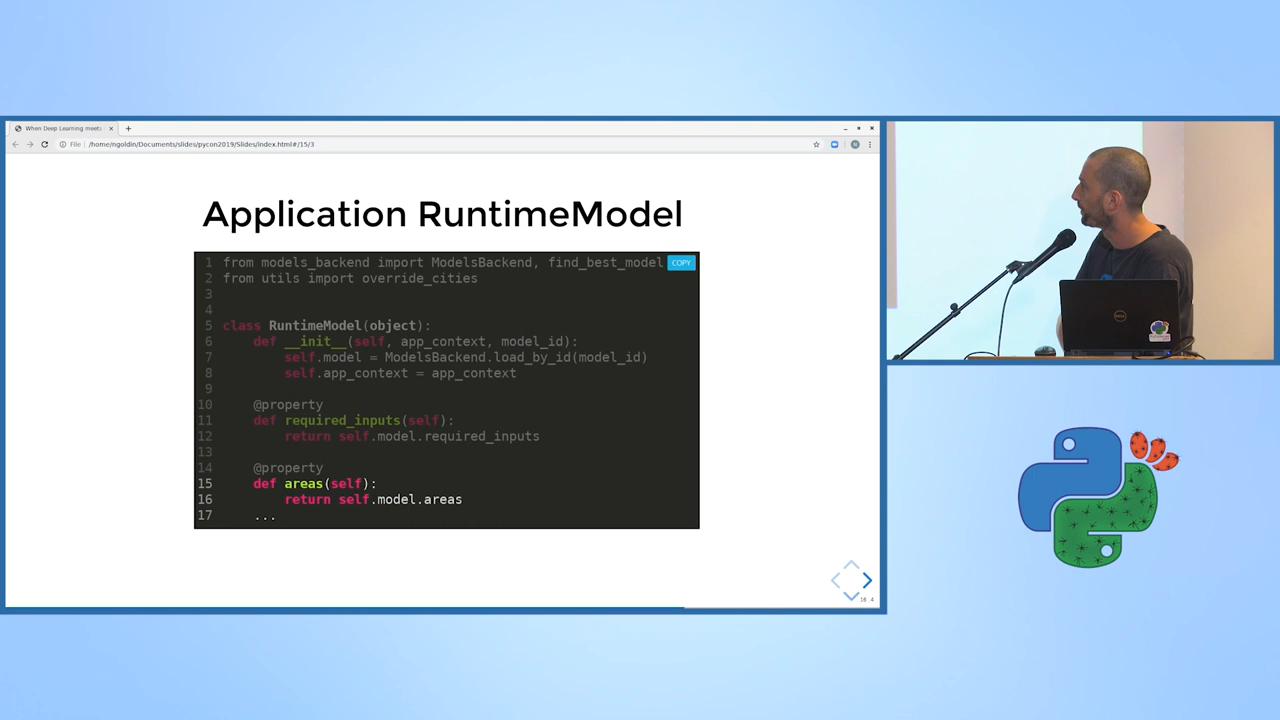 When Deep Learning meets
File
/home/ngoldin/Documents/slides/pycon2019/Slides/index.html#/15/3
Application RuntimeModel
1 from models_backend import ModelsBackend, find_best_model
COPY
2 from utils import override_cities
3
4
5 class RuntimeModel(object):
6 def __init__(self, app_context, model_id):
7 self.model = ModelsBackend.load_by_id(model_id)
8 self.app_context = app_context
9
10 @property
11 def required_inputs(self):
12 return self.model.required_inputs
13
14 @property
15 def areas(self):
16 return self.model.areas
17 ...
16 .4
DELL